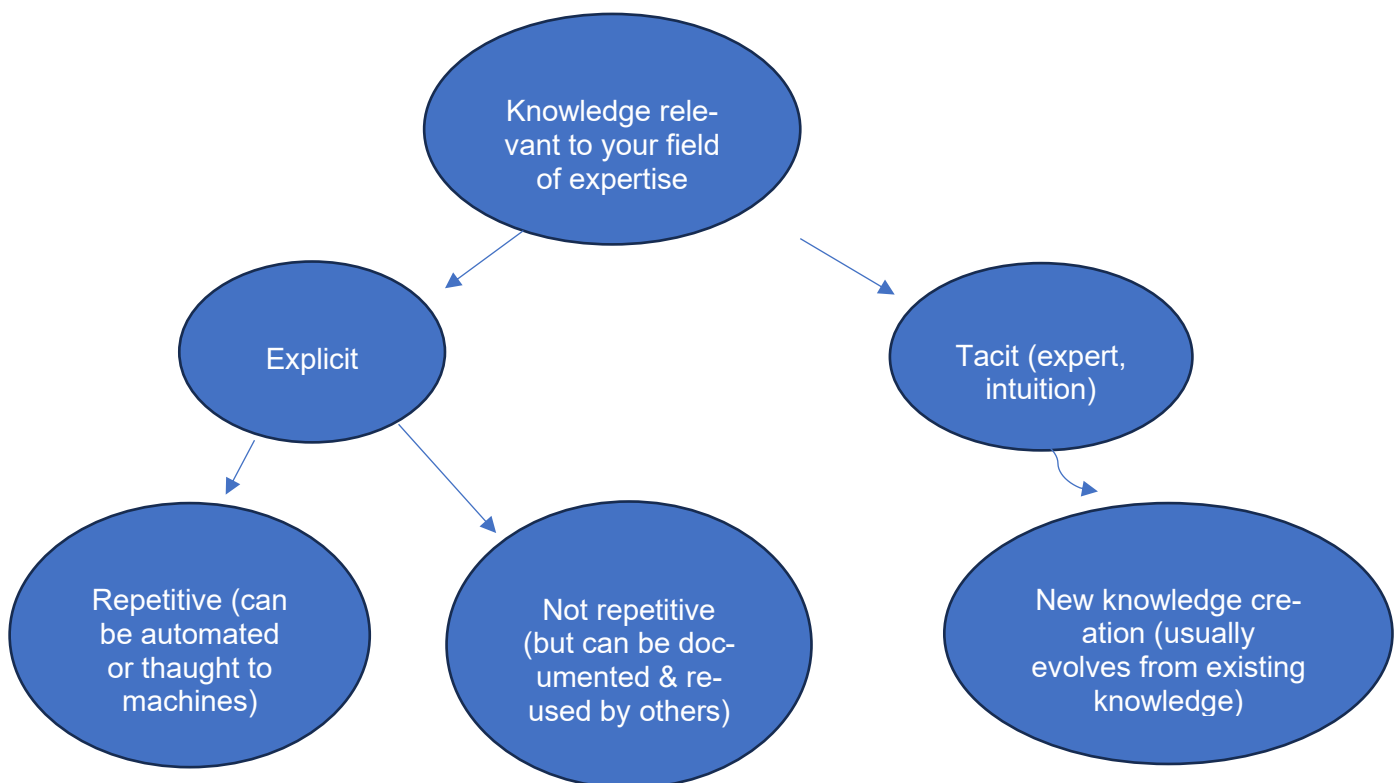 Knowledge rele-
vant to your field
of expertise
Explicit
Tacit (expert,
intuition)
Repetitive (can
be automated
or thaught to
machines)
Not repetitive
(but can be doc-
umented & re-
used by others)
New knowledge cre-
ation (usually
evolves from existing
knowledge)